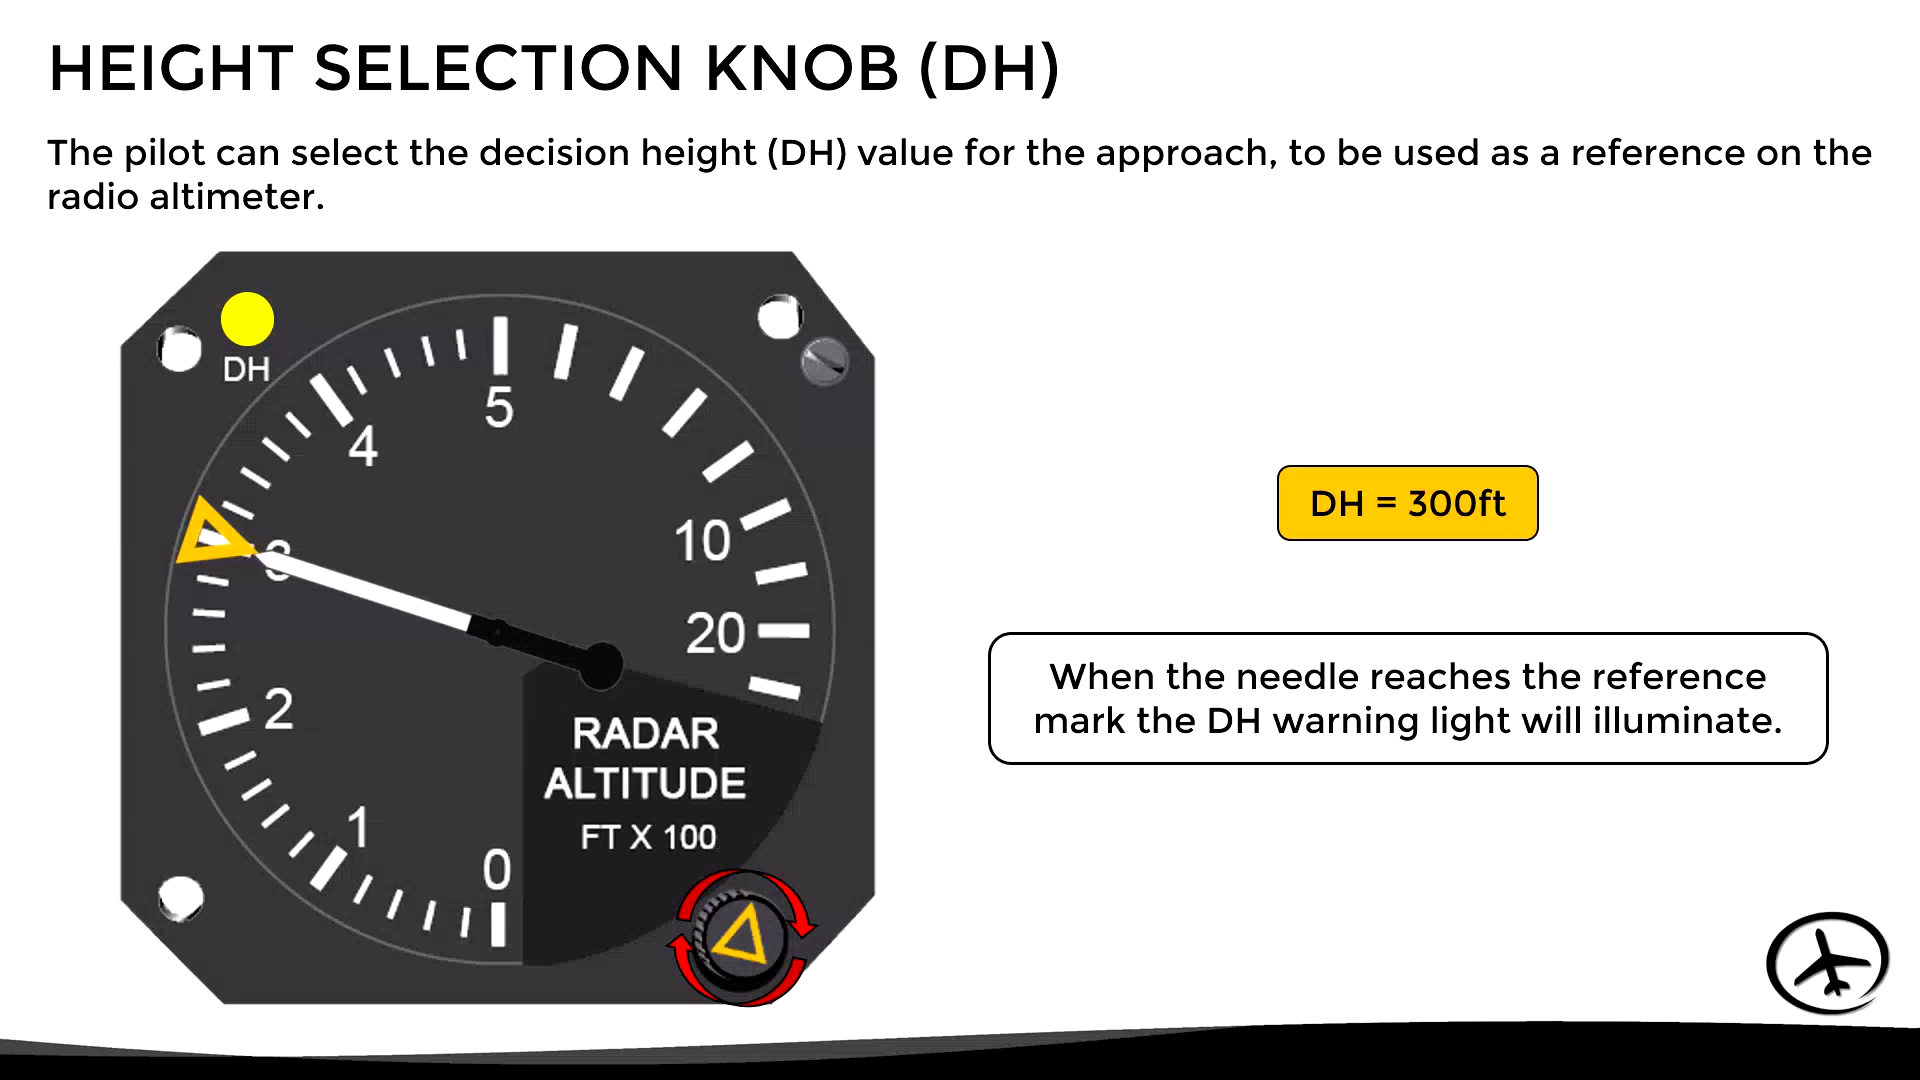 HEIGHT SELECTION KNOB (DH)
The pilot can select the decision height (DH) value for the approach, to be used as a reference on the
radio altimeter.
DH
5
4
10
3
20
2
1
0
RADAR
ALTITUDE
FT X 100
DH = 300ft
When the needle reaches the reference
mark the DH warning light will illuminate.